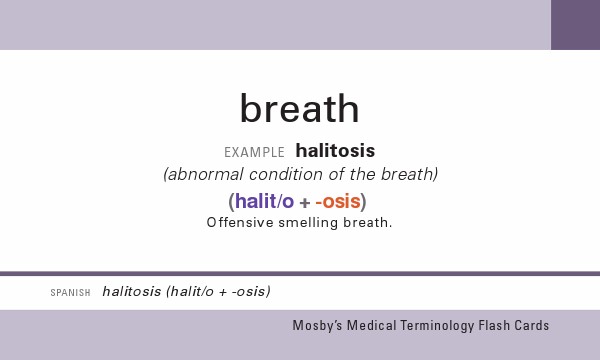 breath
EXAMPLE halitosis
(abnormal condition of the breath)
(halit/o + -osis)
Offensive smelling breath.
SPANISH halitosis (halit/o + -osis)
Mosby's Medical Terminology Flash Cards